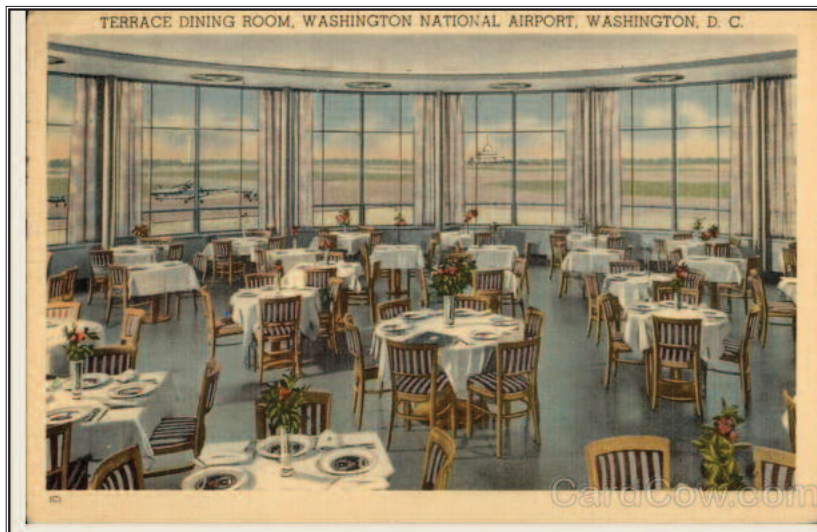 TERRACE DINING ROOM, WASHINGTON NATIONAL AIRPORT, WASHINGTON, D. C.
CardCow.com